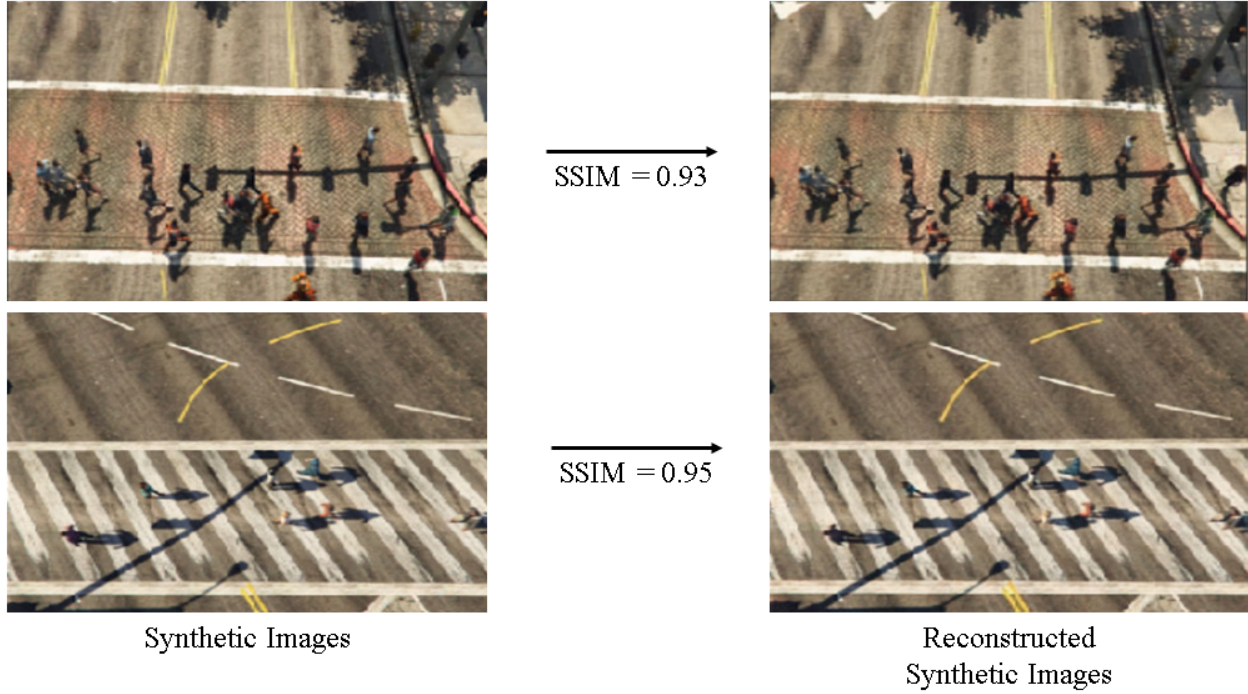 SSIM = 0.93
SSIM = 0.95
Synthetic Images
Reconstructed
Synthetic Images